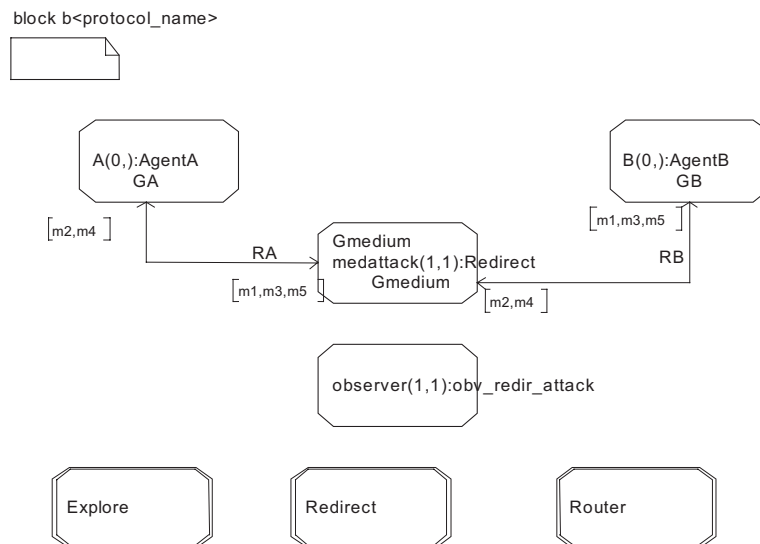 block b<protocol_name>
A(0,):AgentA
GA
B(0,):AgentB
GB
[m2,m4]
[m1,m3,m5]
RA
Gmedium
medattack(1,1):Redirect
Gmedium
RB
[m1,m3,m5]
[m2,m4]
observer(1,1):obv_redir_attack
Explore
Redirect
Router